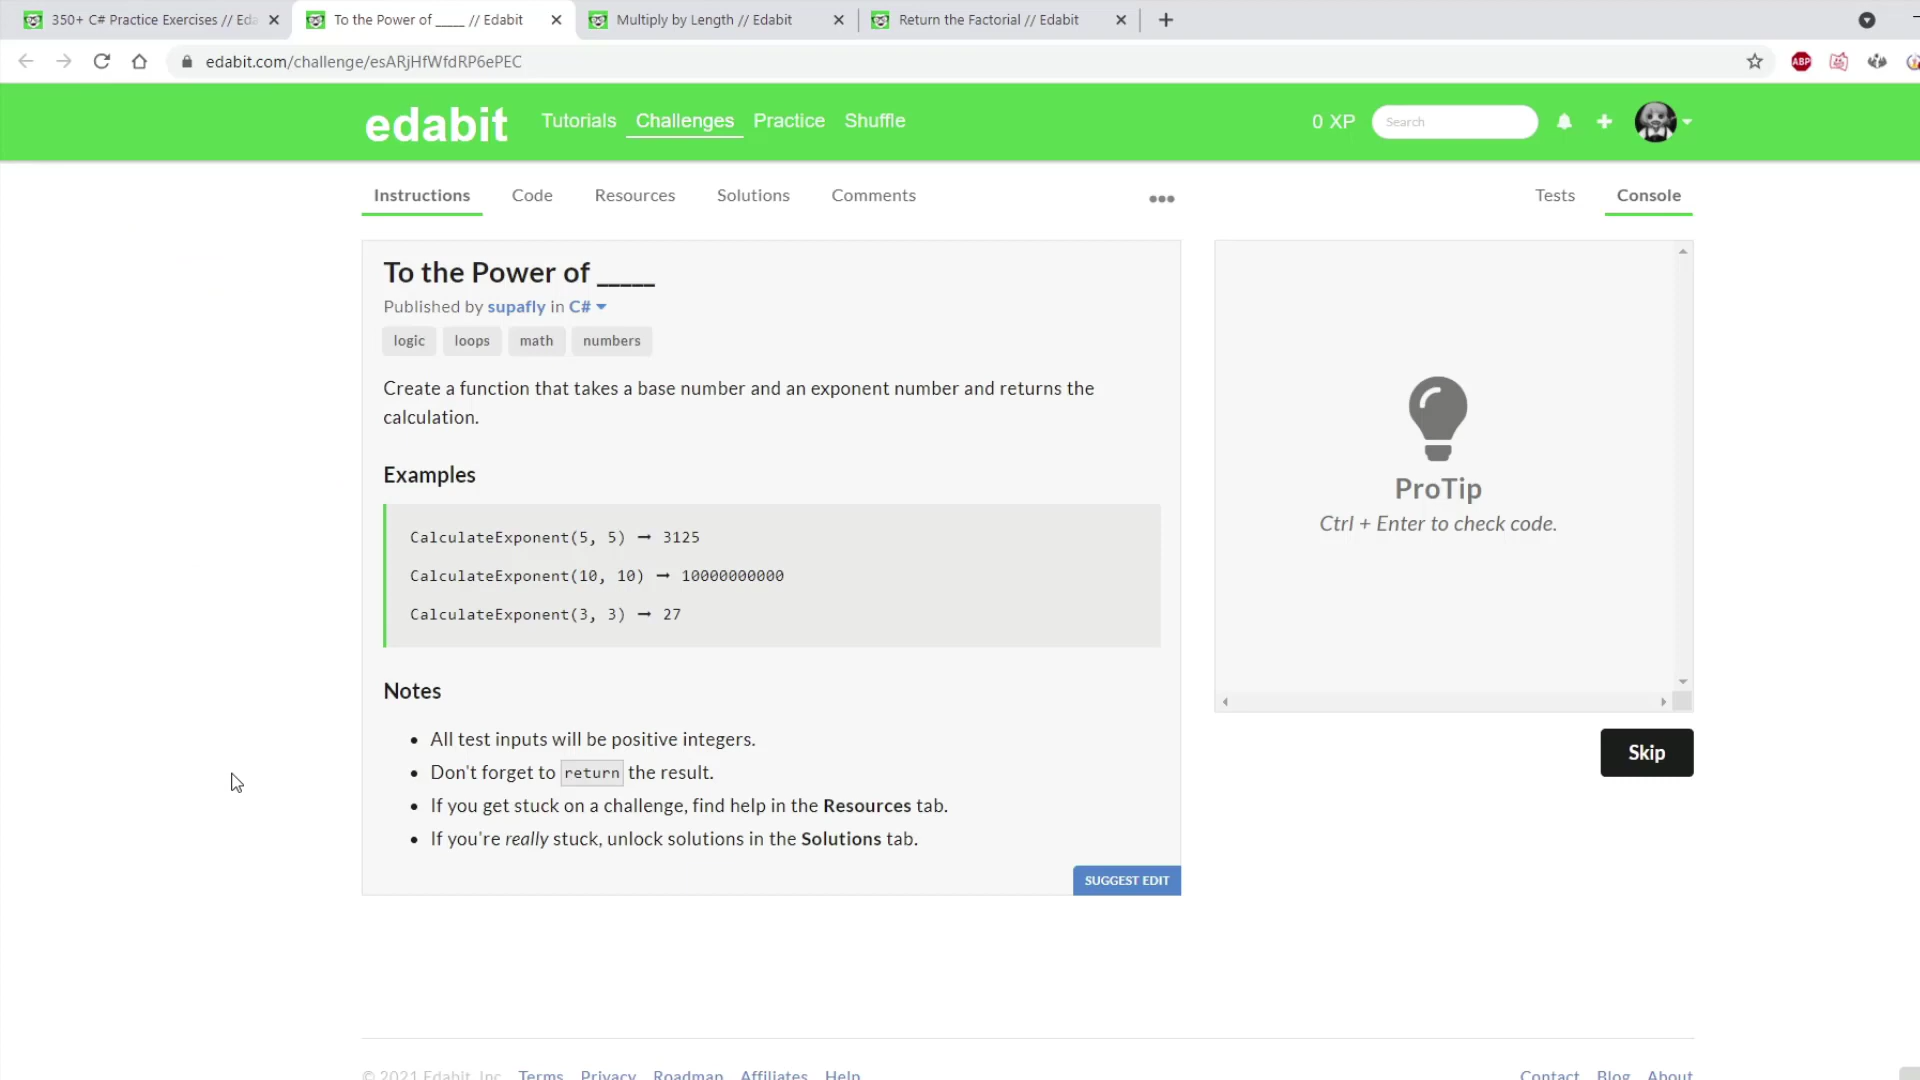 350+ C# Practice Exercises // Eda
To the Power of ____ // Edabit
Multiply by Length // Edabit
Return the Factorial // Edabit
edabit.com/challenge/esARjHfWfdRP6ePEC
ABP
edabit
Tutorials
Challenges
Practice
Shuffle
0 XP
Search
Instructions
Code
Resources
Solutions
Comments
Tests
Console
To the Power of _____
Published by supafly in C#
logic
loops
math
numbers
Create a function that takes a base number and an exponent number and returns the
calculation.
Examples
CalculateExponent(5, 5) ➞ 3125
CalculateExponent(10, 10) ➞ 10000000000
CalculateExponent(3, 3) ➞ 27
Notes
All test inputs will be positive integers.
Don't forget to return the result.
If you get stuck on a challenge, find help in the Resources tab.
If you're really stuck, unlock solutions in the Solutions tab.
SUGGEST EDIT
ProTip
Ctrl + Enter to check code.
Skip
© 2021 Edabit, Inc
Terms
Privacy
Roadmap
Affiliates
Help
Contact
Blog
About